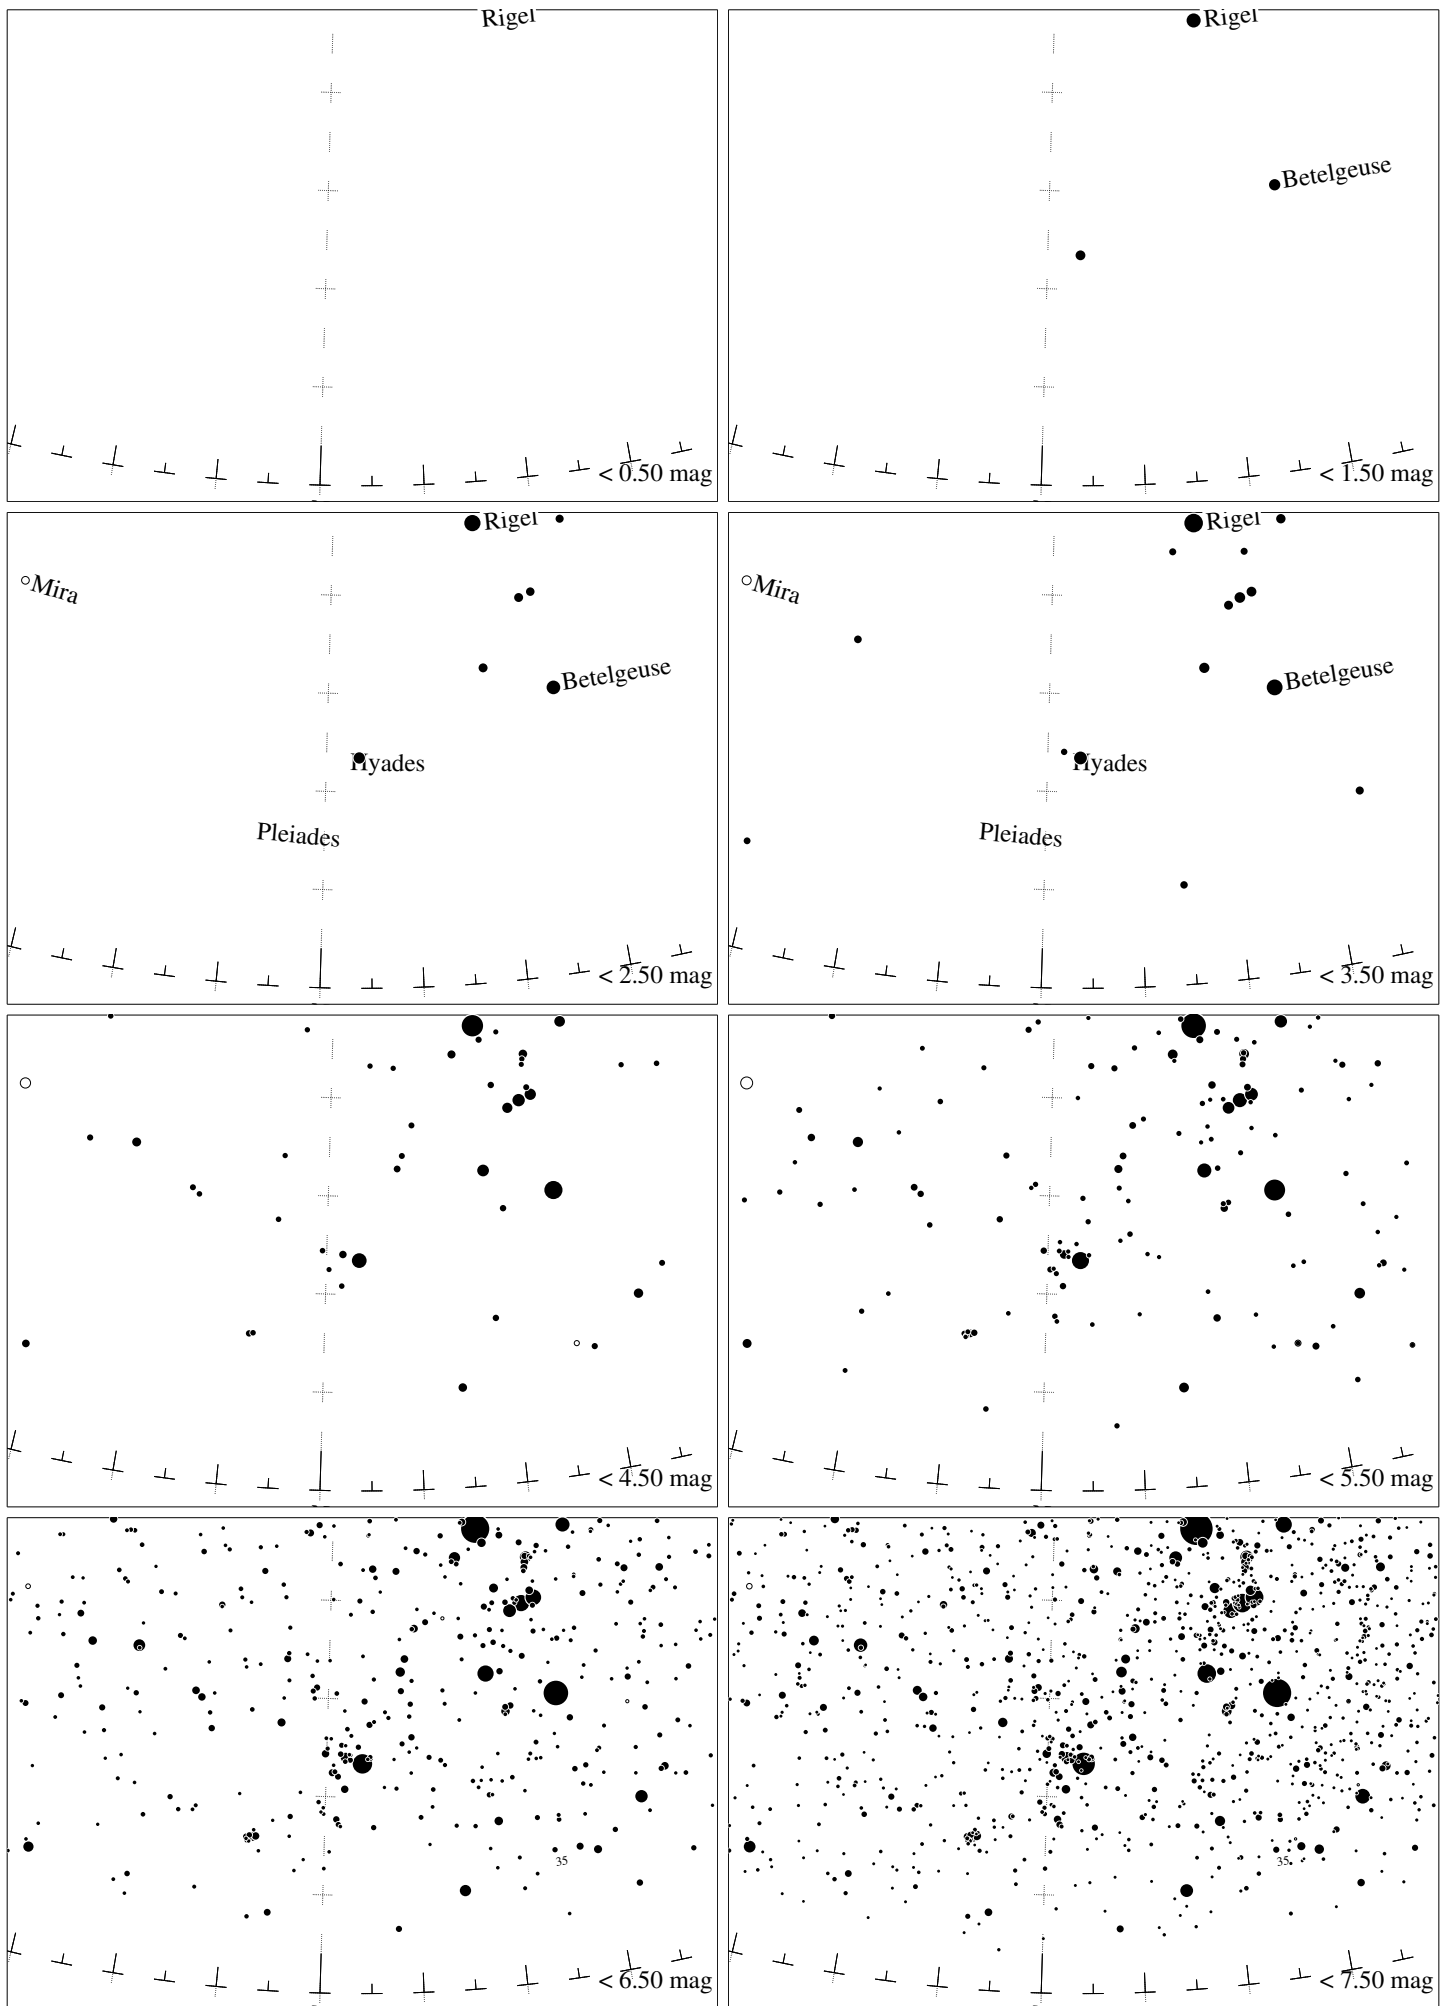 Rigel
< 0.50 mag
Rigel
Betelgeuse
< 1.50 mag
Rigel
Mira
Betelgeuse
Hyades
Pleiades
< 2.50 mag
Rigel
Mira
Betelgeuse
Hyades
Pleiades
< 3.50 mag
< 4.50 mag
< 5.50 mag
35
< 6.50 mag
35
< 7.50 mag